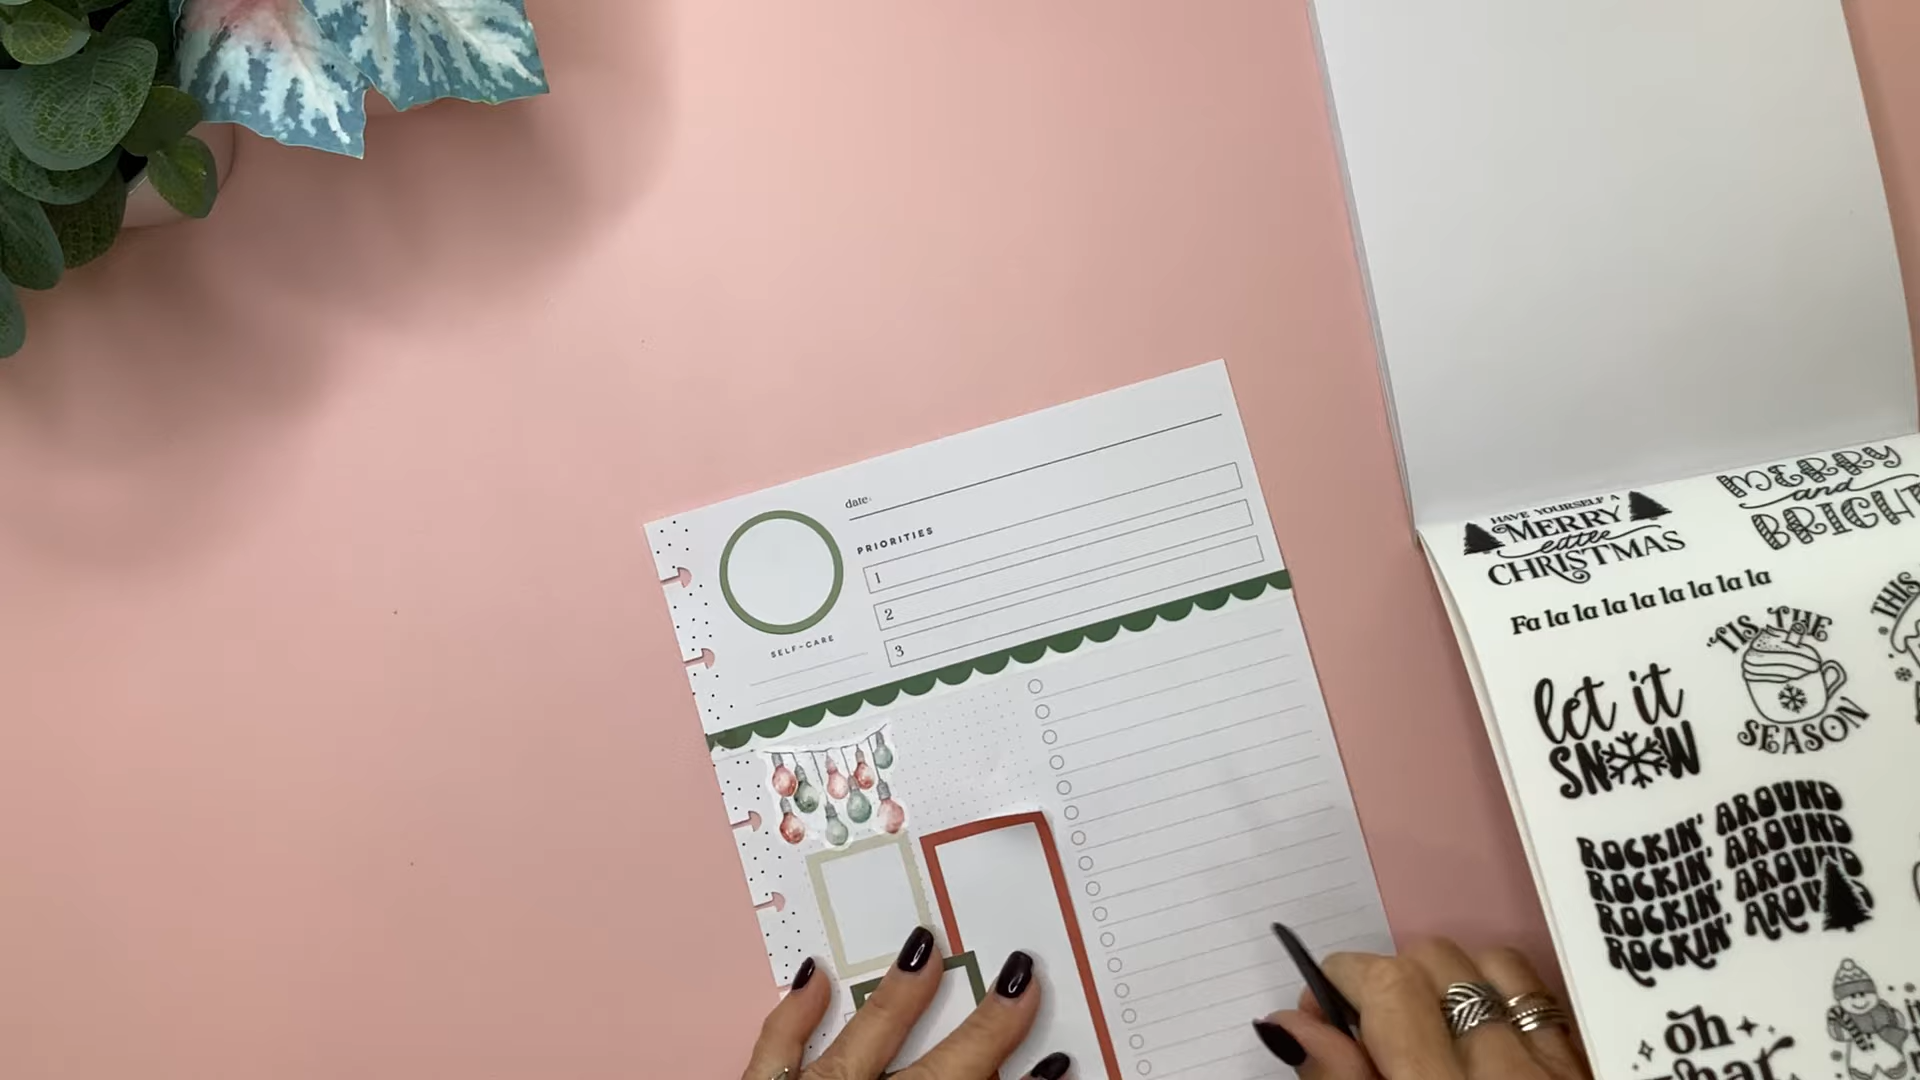 date:
PRIORITIES
1
2
3
SELF-CARE
HAVE YOURSELF A
MERRY
little
CHRISTMAS
MERRY
and
BRIGHT
Fa la la la la la la la la
'TIS THE
SEASON
THIS
let it
SNOW
ROCKIN' AROUND
ROCKIN' AROUND
ROCKIN' AROUND
ROCKIN' AROUN
oh